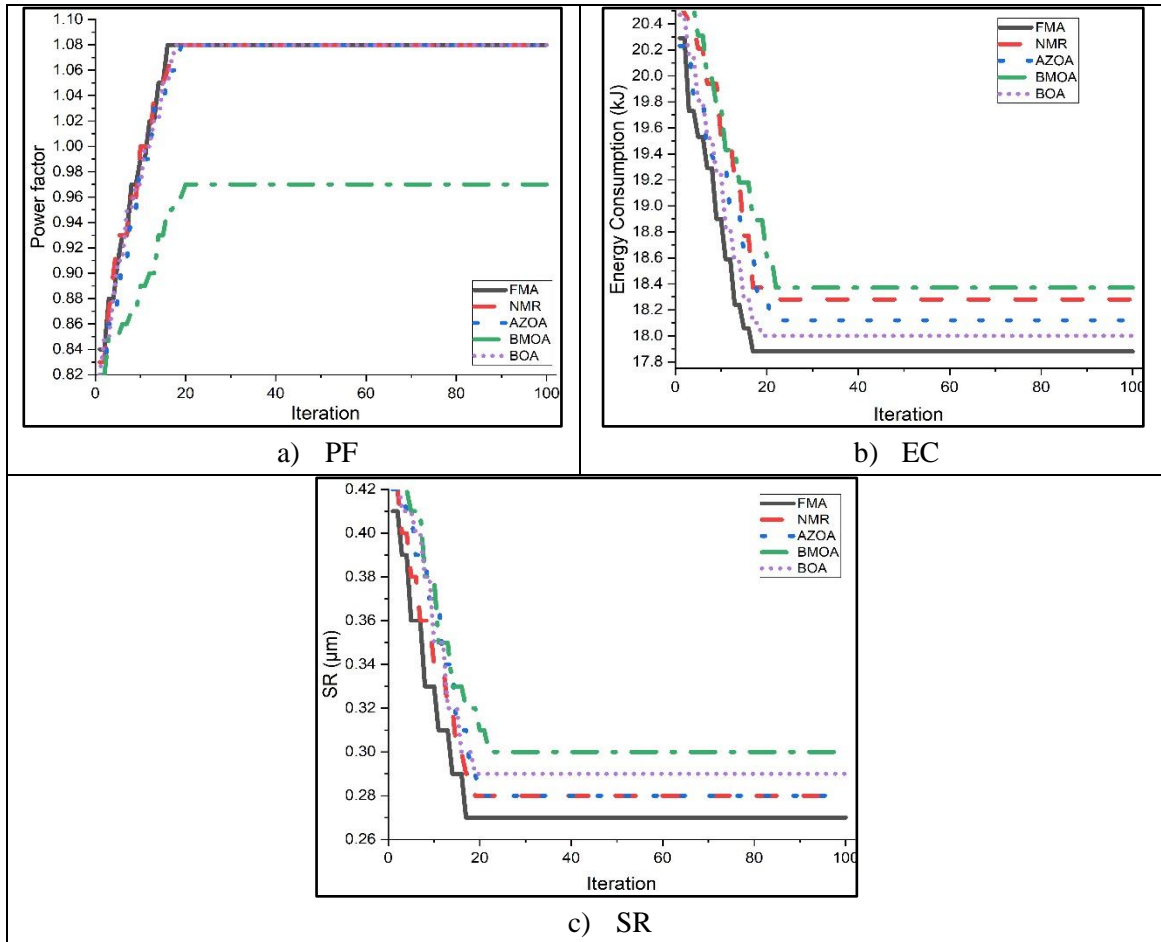 1.10
1.08
1.06
1.04
1.02
1.00
0.98
0.96
0.94
0.92
0.90
0.88
0.86
0.84
0.82
Power factor
FMA
NMR
AZOA
BMOA
BOA
0 20 40 60 80 100
Iteration
a) PF
20.4
20.2
20.0
19.8
19.6
19.4
19.2
19.0
18.8
18.6
18.4
18.2
18.0
17.8
Energy Consumption (kJ)
FMA
NMR
AZOA
BMOA
BOA
0 20 40 60 80 100
Iteration
b) EC
0.42
0.40
0.38
0.36
0.34
0.32
0.30
0.28
0.26
SR (μm)
FMA
NMR
AZOA
BMOA
BOA
0 20 40 60 80 100
Iteration
c) SR